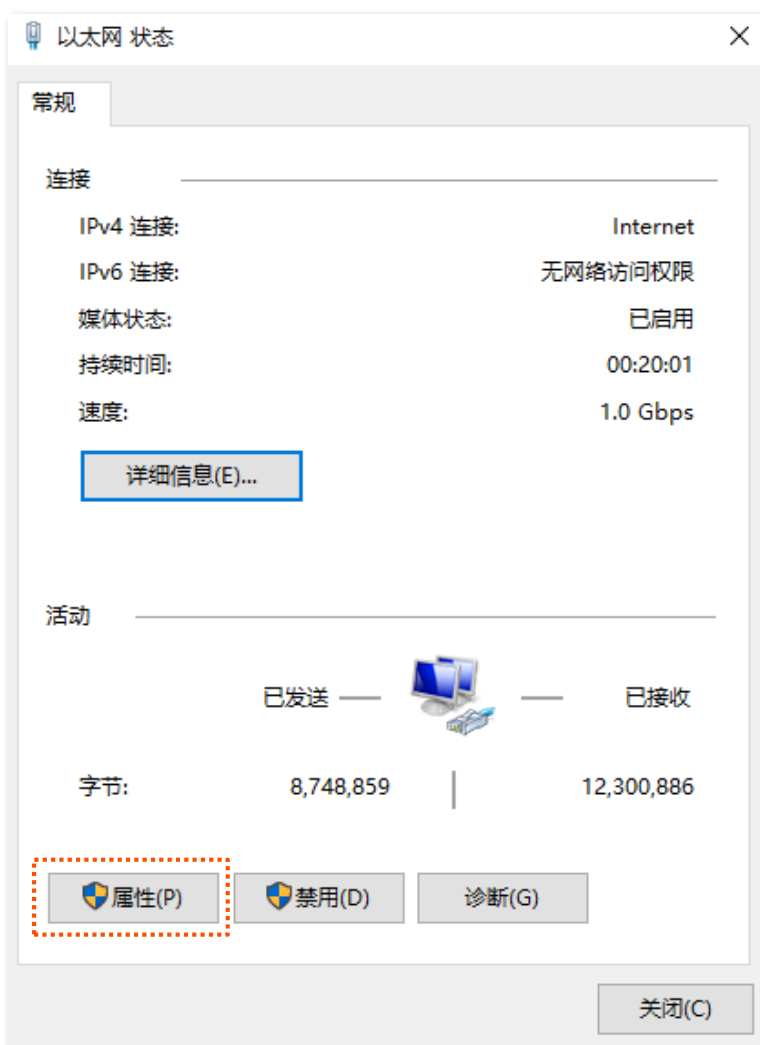 以太网 状态
常规
连接
IPv4 连接: Internet
IPv6 连接: 无网络访问权限
媒体状态: 已启用
持续时间: 00:20:01
速度: 1.0 Gbps
详细信息(E)...
活动
已发送 已接收
字节: 8,748,859 12,300,886
属性(P) 禁用(D) 诊断(G)
关闭(C)